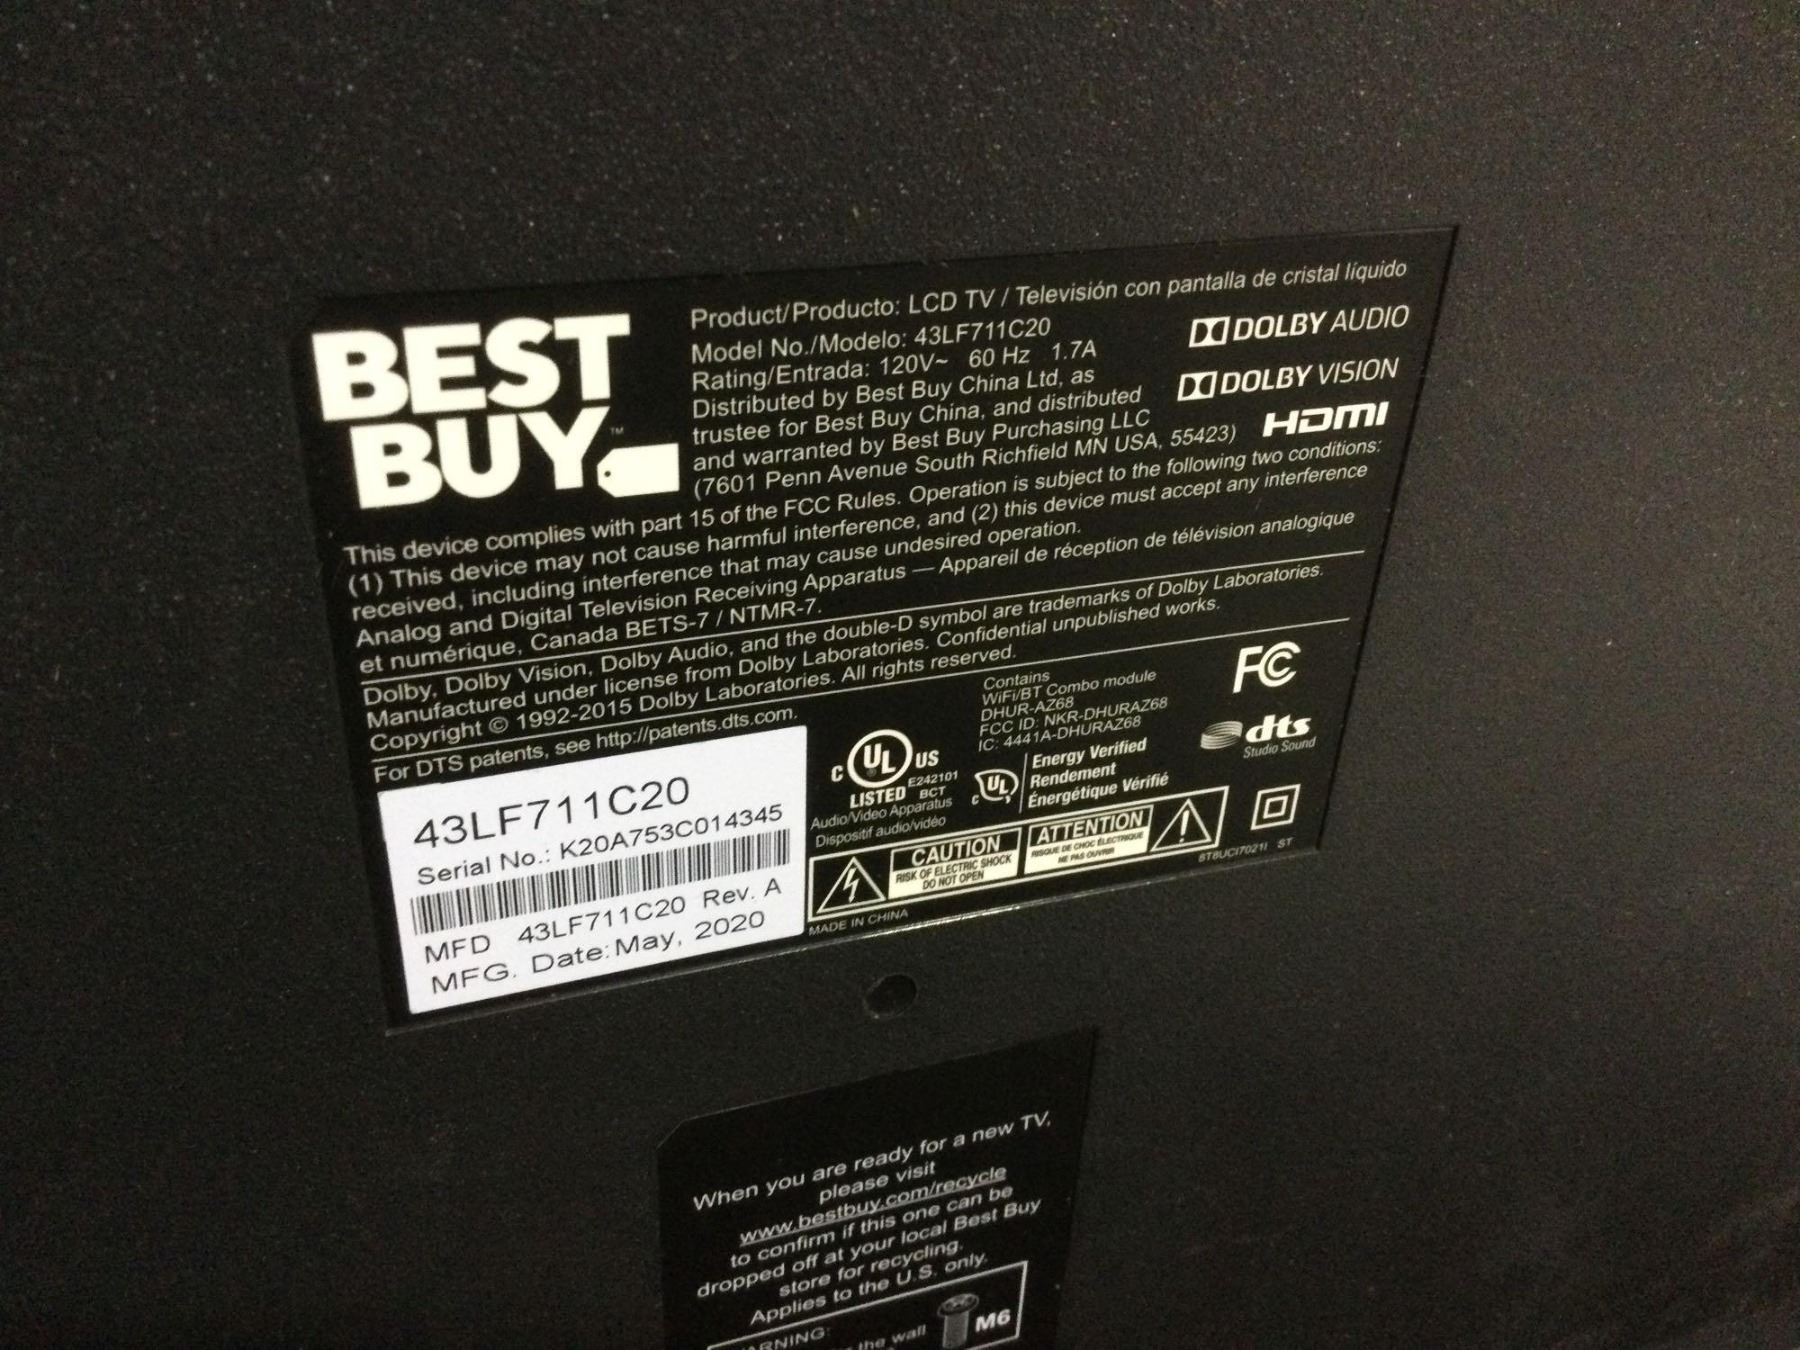 BEST
BUY™
Product/Producto: LCD TV / Televisión con pantalla de cristal líquido
Model No./Modelo: 43LF711C20
Rating/Entrada: 120V~ 60 Hz 1.7A
Distributed by Best Buy China Ltd, as
trustee for Best Buy China, and distributed
and warranted by Best Buy Purchasing LLC
(7601 Penn Avenue South Richfield MN USA, 55423)
DOLBY AUDIO
DOLBY VISION
HDMI
This device complies with part 15 of the FCC Rules. Operation is subject to the following two conditions:
(1) This device may not cause harmful interference, and (2) this device must accept any interference
received, including interference that may cause undesired operation.
Analog and Digital Television Receiving Apparatus — Appareil de réception de télévision analogique
et numérique, Canada BETS-7 / NTMR-7.
Dolby, Dolby Vision, Dolby Audio, and the double-D symbol are trademarks of Dolby Laboratories.
Manufactured under license from Dolby Laboratories. Confidential unpublished works.
Copyright © 1992-2015 Dolby Laboratories. All rights reserved.
For DTS patents, see http://patents.dts.com.
43LF711C20
Serial No.: K20A753C014345
MFD 43LF711C20 Rev. A
MFG. Date: May, 2020
C UL US
LISTED
E242101
BCT
Audio/Video Apparatus
Dispositif audio/vidéo
Contains
WiFi/BT Combo module
DHUR-AZ68
FCC ID: NKR-DHURAZ68
IC: 4441A-DHURAZ68
C UL
Energy Verified
Rendement
Énergétique Vérifié
FC
dts
Studio Sound
CAUTION
RISK OF ELECTRIC SHOCK
DO NOT OPEN
ATTENTION
RISQUE DE CHOC ÉLECTRIQUE
NE PAS OUVRIR
MADE IN CHINA
ST
When you are ready for a new TV,
please visit
www.bestbuy.com/recycle
to confirm if this one can be
dropped off at your local Best Buy
store for recycling.
Applies to the U.S. only.
the wall
M6